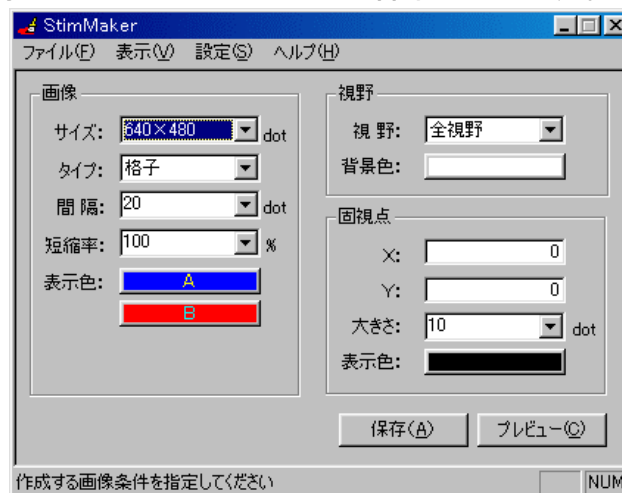 StimMaker
ファイル(F) 表示(V) 設定(S) ヘルプ(H)
画像
サイズ: 640×480 dot
タイプ: 格子
間 隔: 20 dot
短縮率: 100 %
表示色: A
B
視野
視 野: 全視野
背景色:
固視点
X: 0
Y: 0
大きさ: 10 dot
表示色:
保存(A) プレビュー(C)
作成する画像条件を指定してください NUM